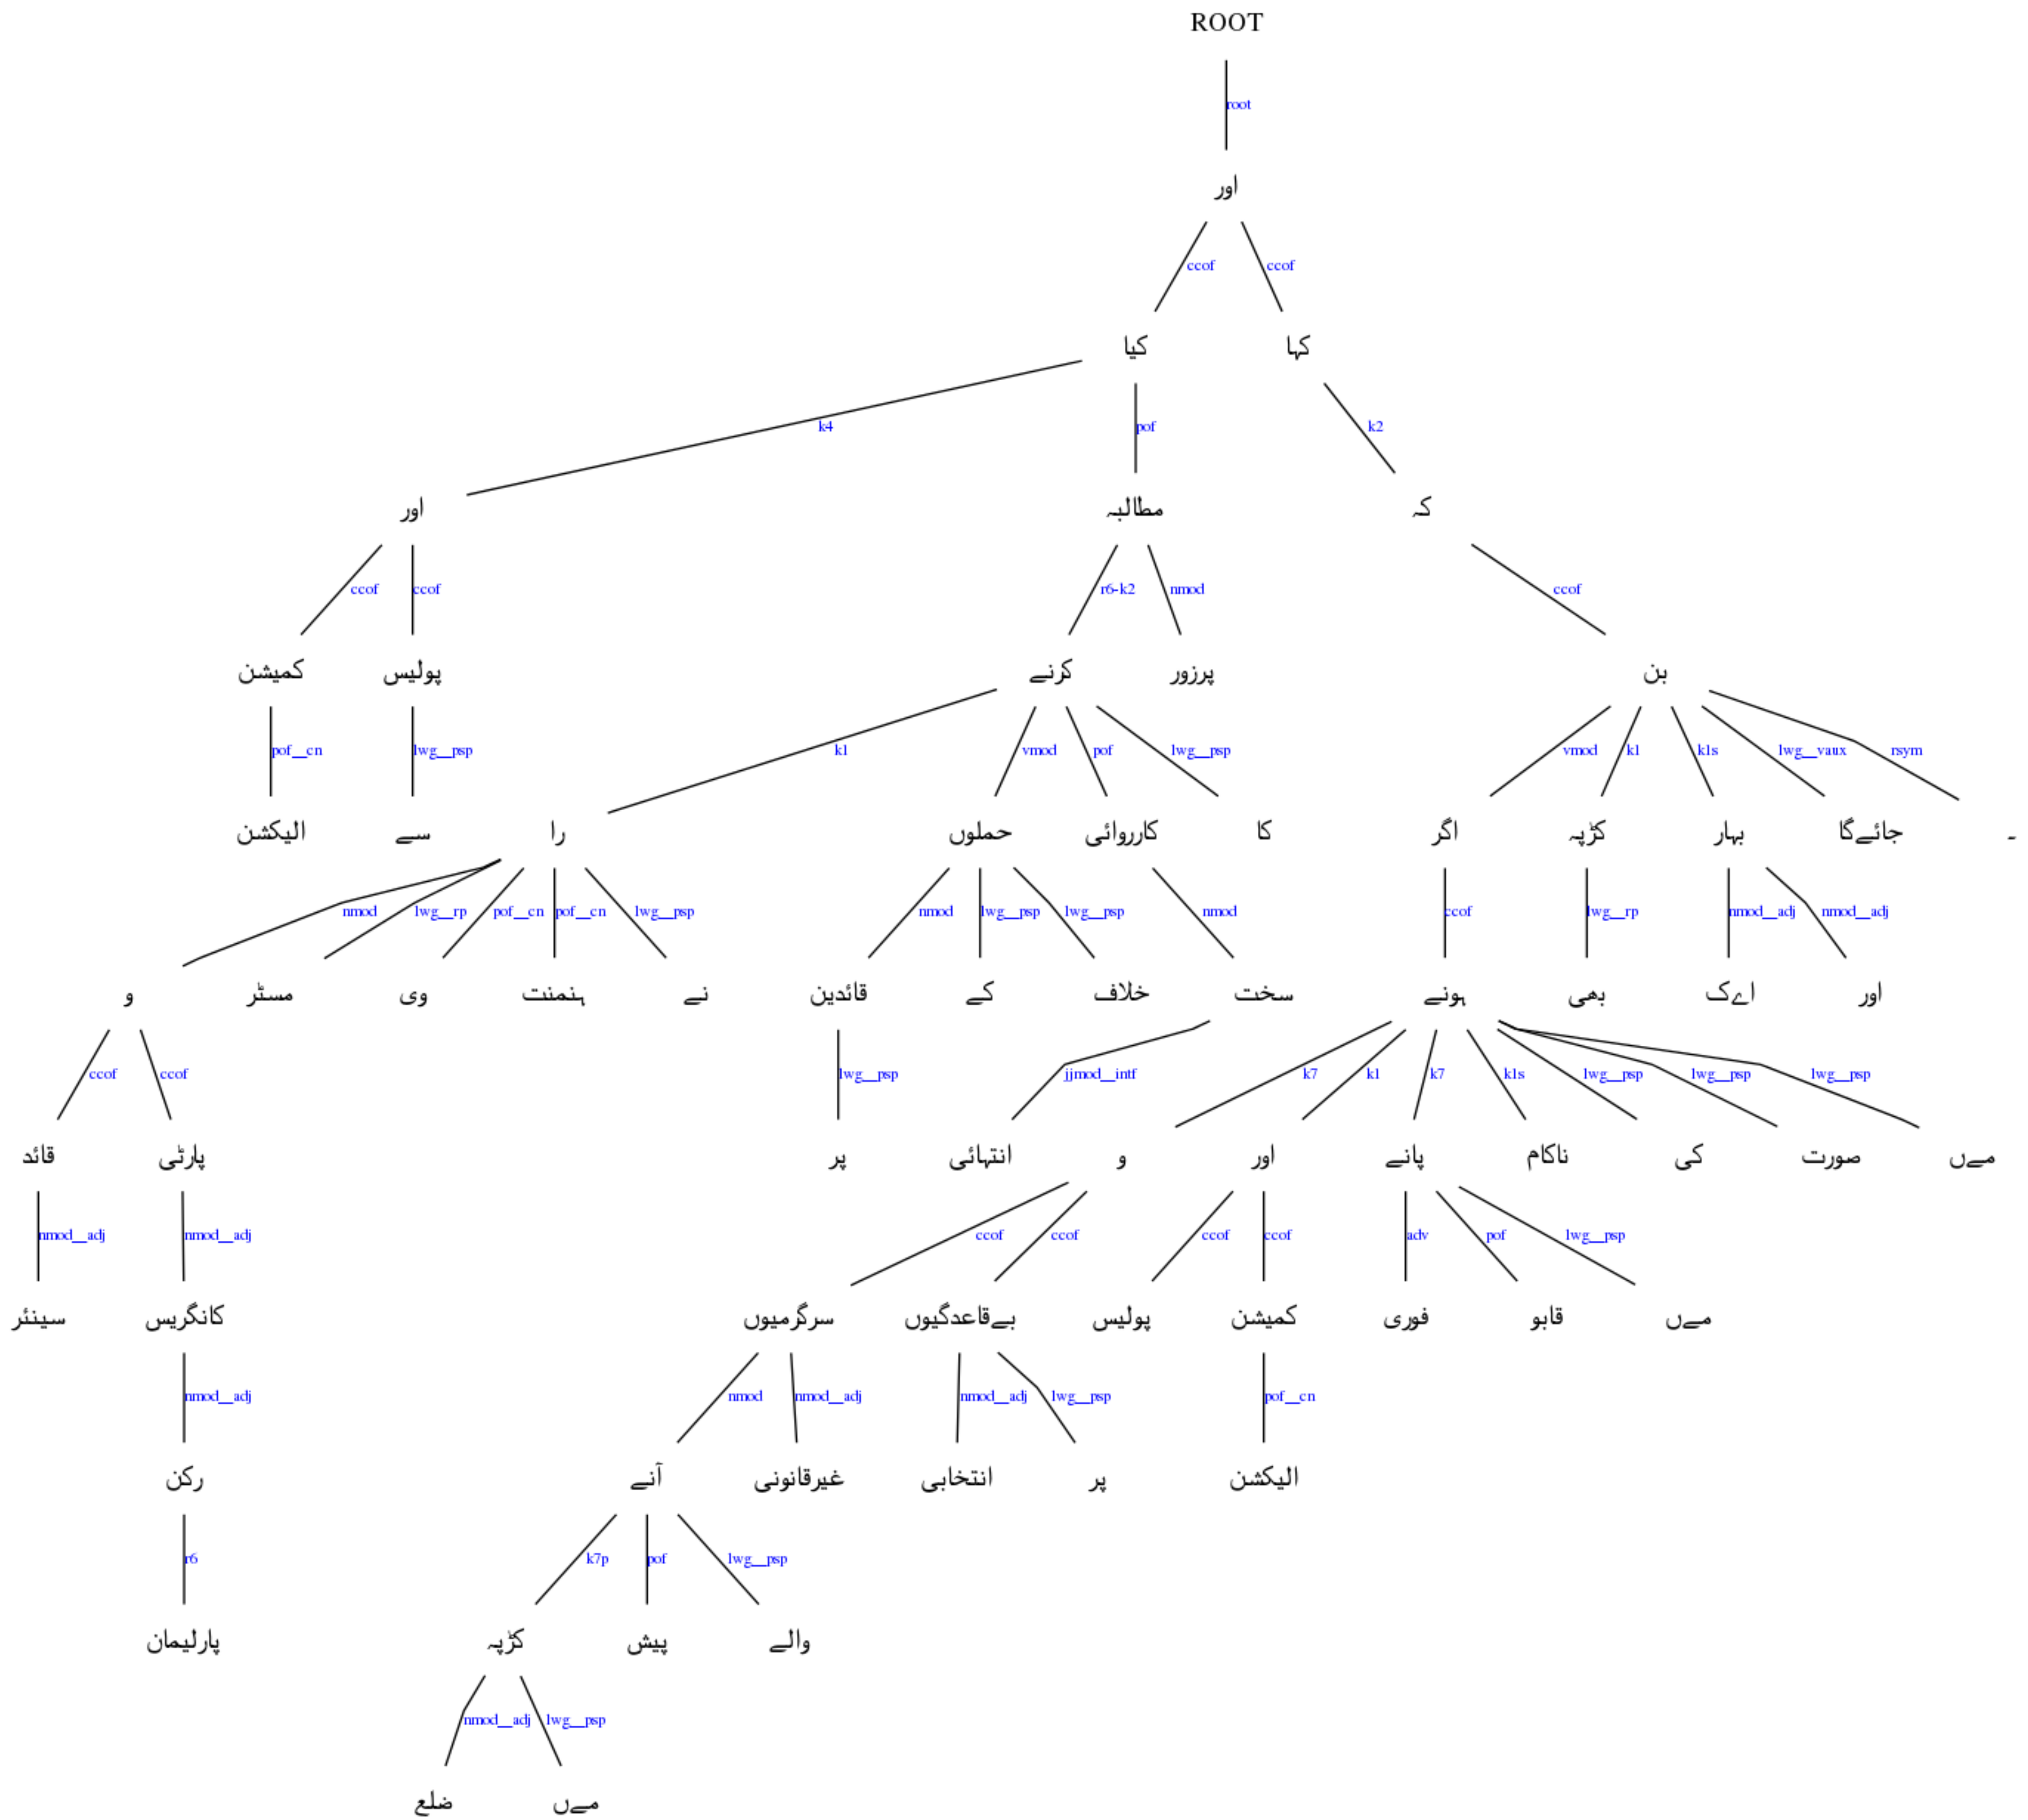 ROOT
root
اور
ccof ccof
کیا کہا
k4 pof k2
اور مطالبہ کہ
ccof ccof r6-k2 nmod ccof
کمیشن پولیس کرنے پرزور بن
pof__cn lwg__psp k1 vmod pof lwg__psp vmod k1 k1s lwg__vaux rsym
الیکشن سے را حملوں کارروائی کا اگر کڑپہ بہار جائےگا ۔
nmod lwg__rp pof__cn pof__cn lwg__psp nmod lwg__psp lwg__psp nmod ccof lwg__rp nmod__adj nmod__adj
و مسٹر وی ہنمنت نے قائدین کے خلاف سخت ہونے بھی اےک اور
ccof ccof lwg__psp jjmod__intf k7 k1 k7 k1s lwg__psp lwg__psp lwg__psp
قائد پارٹی پر انتہائی و اور پانے ناکام کی صورت مےں
nmod__adj nmod__adj ccof ccof ccof ccof adv pof lwg__psp
سینئر کانگریس سرگرمیوں بےقاعدگیوں پولیس کمیشن فوری قابو مےں
nmod__adj nmod nmod__adj nmod__adj lwg__psp pof__cn
رکن آنے غیرقانونی انتخابی پر الیکشن
r6 k7p pof lwg__psp
پارلیمان کڑپہ پیش والے
nmod__adj lwg__psp
ضلع مےں